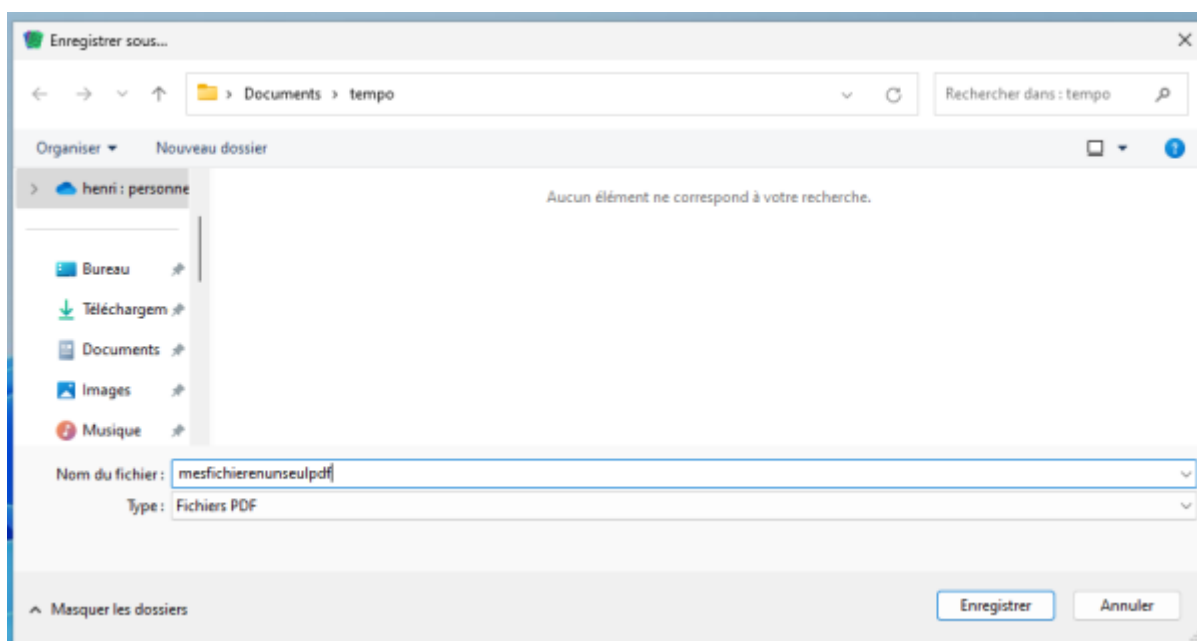 Enregistrer sous...
Documents > tempo
Rechercher dans : tempo
Organiser Nouveau dossier
henri : personne
Aucun élément ne correspond à votre recherche.
Bureau
Téléchargem
Documents
Images
Musique
Nom du fichier : mesfichierenunseulpdf
Type : Fichiers PDF
Masquer les dossiers
Enregistrer Annuler